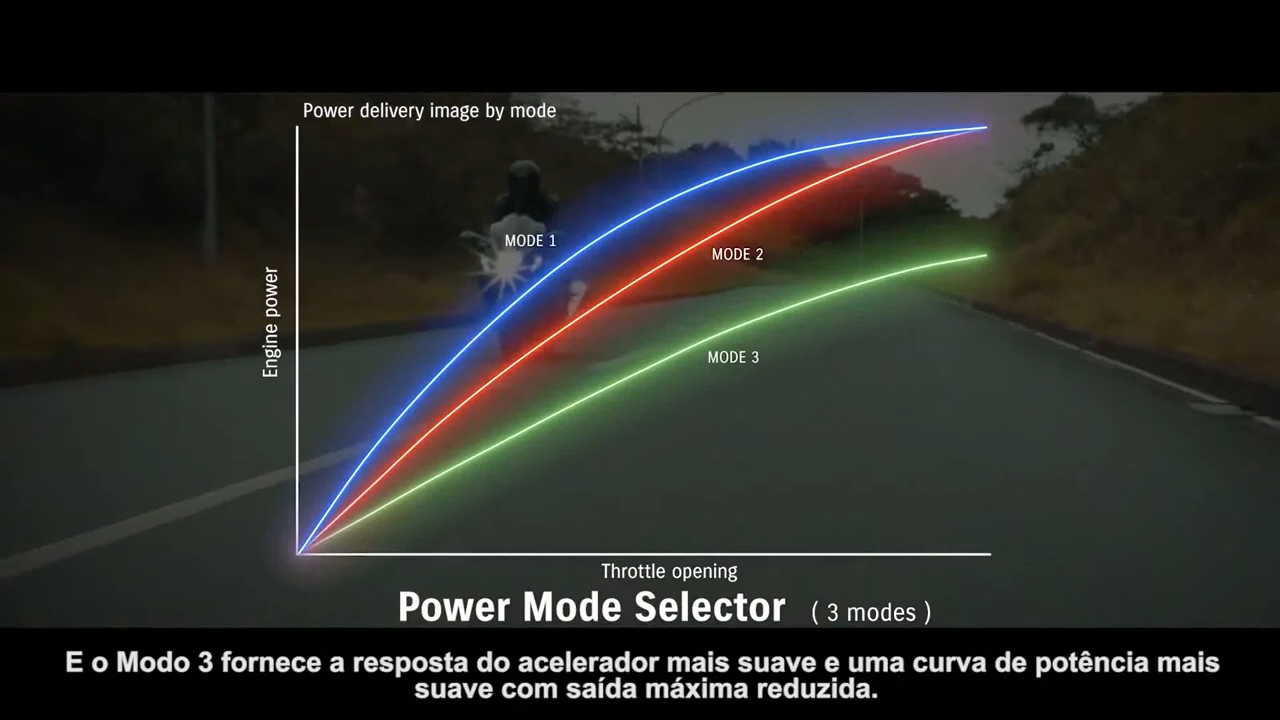 Power delivery image by mode
MODE 1
MODE 2
Engine power
MODE 3
Throttle opening
Power Mode Selector ( 3 modes )
E o Modo 3 fornece a resposta do acelerador mais suave e uma curva de potência mais
suave com saída máxima reduzida.